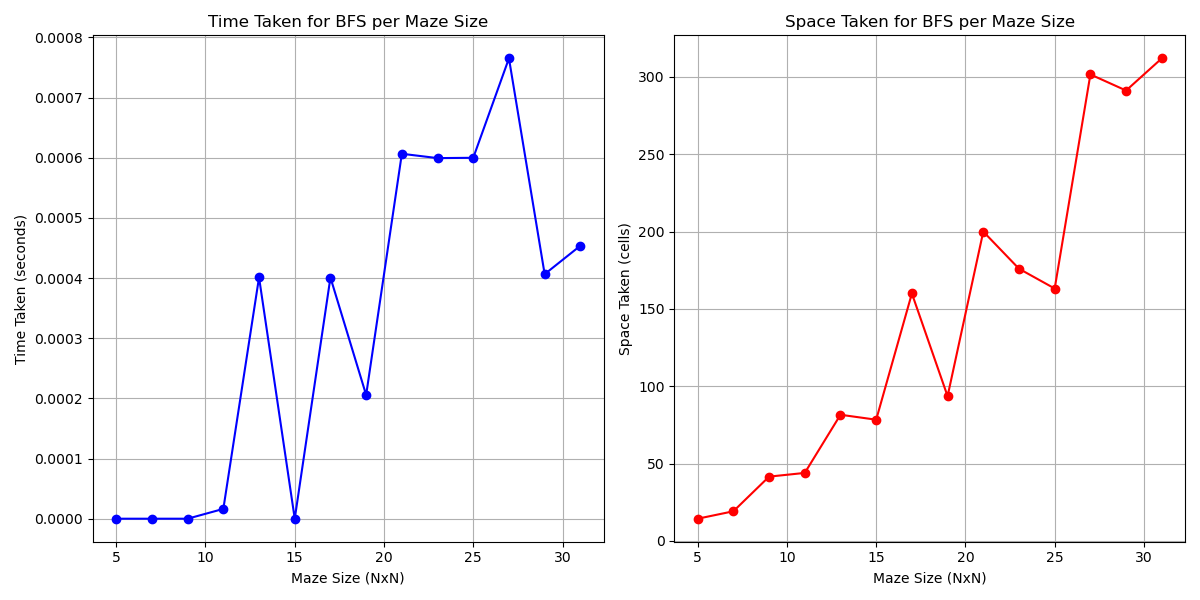 Time Taken for BFS per Maze Size
0.0008
0.0007
0.0006
0.0005
0.0004
0.0003
0.0002
0.0001
0.0000
Time Taken (seconds)
5 10 15 20 25 30
Maze Size (NxN)
Space Taken for BFS per Maze Size
300
250
200
150
100
50
0
Space Taken (cells)
5 10 15 20 25 30
Maze Size (NxN)